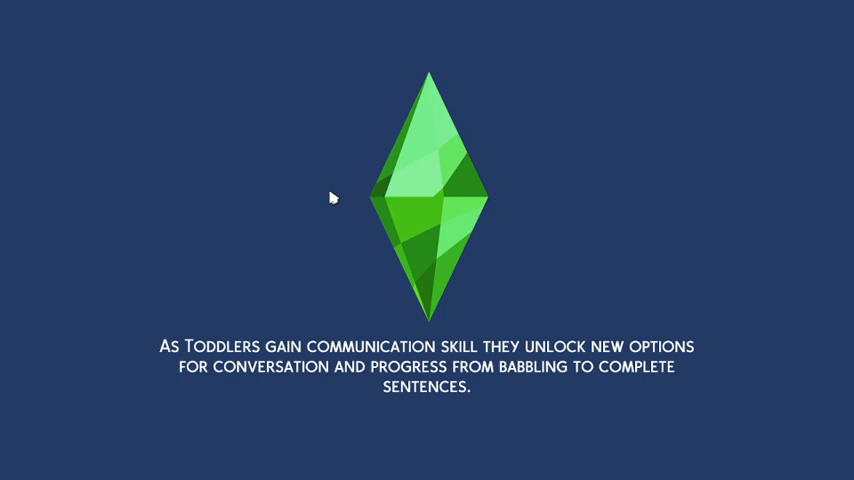 As Toddlers gain communication skill they unlock new options
for conversation and progress from babbling to complete
sentences.